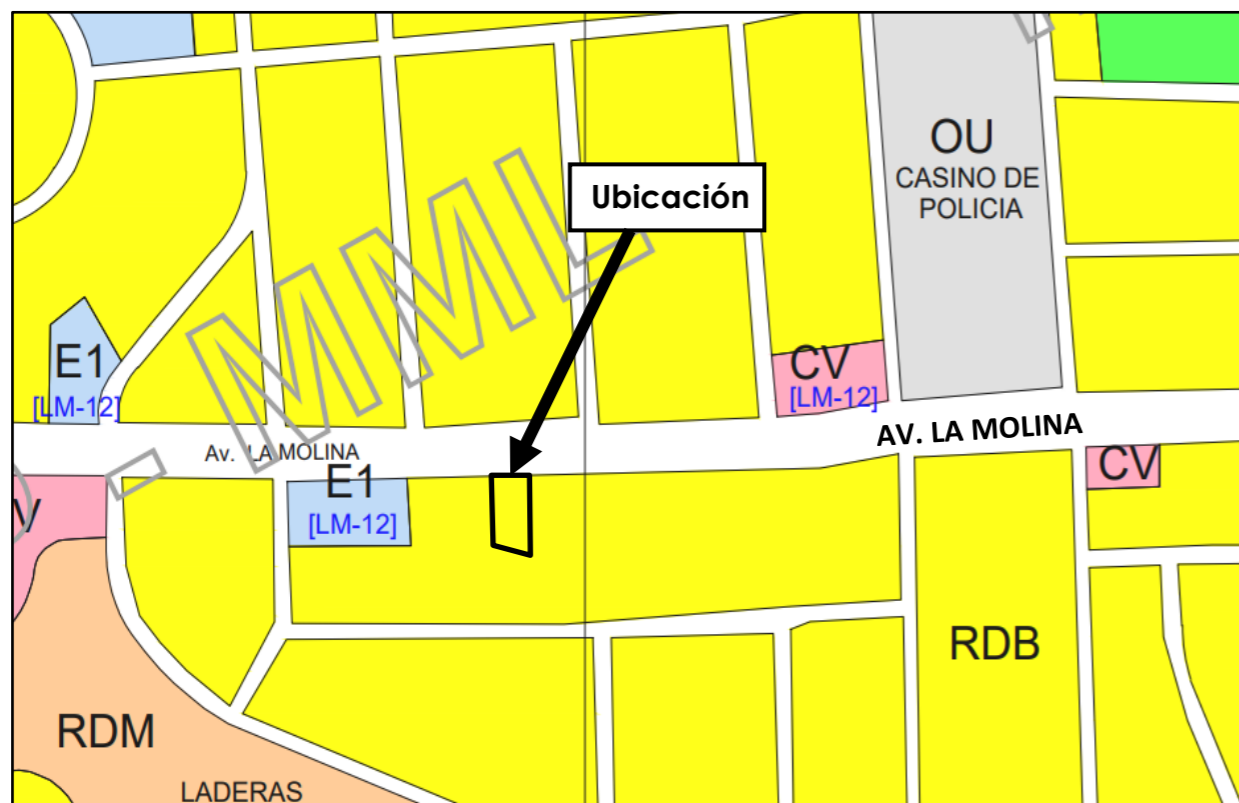 OU
CASINO DE
POLICIA
Ubicación
MML
E1
[LM-12]
CV
[LM-12]
Av. LA MOLINA
AV. LA MOLINA
E1
[LM-12]
CV
V
RDB
RDM
LADERAS